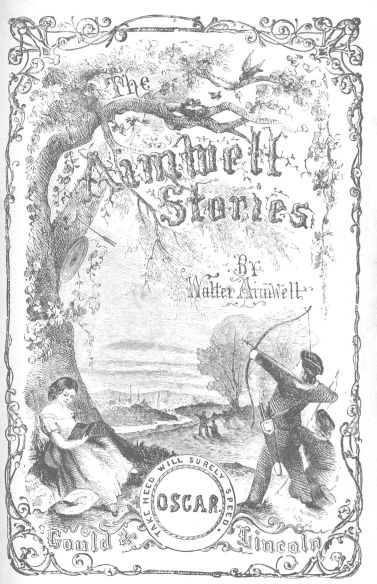 The
Aimwell
Stories
By
Walter Aimwell
TAKE HEED WILL SURELY SPEED
OSCAR.
Gould & Lincoln